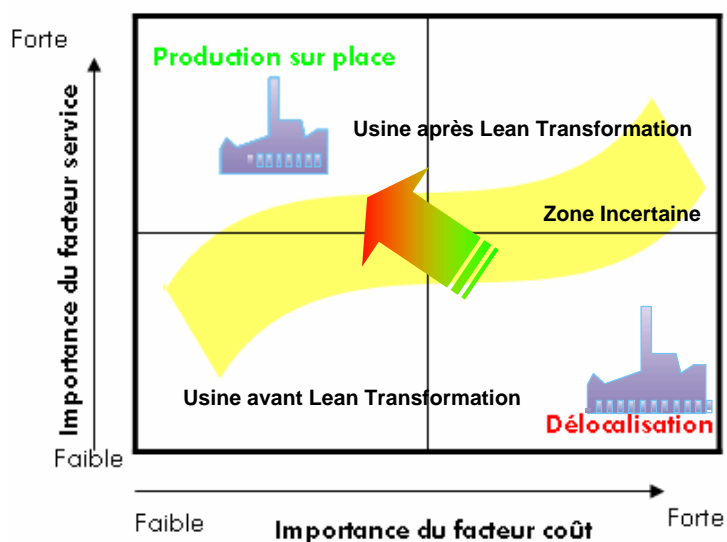 Forte
Production sur place
Usine après Lean Transformation
Zone Incertaine
Importance du facteur service
Usine avant Lean Transformation
Délocalisation
Faible
Faible
Importance du facteur coût
Forte